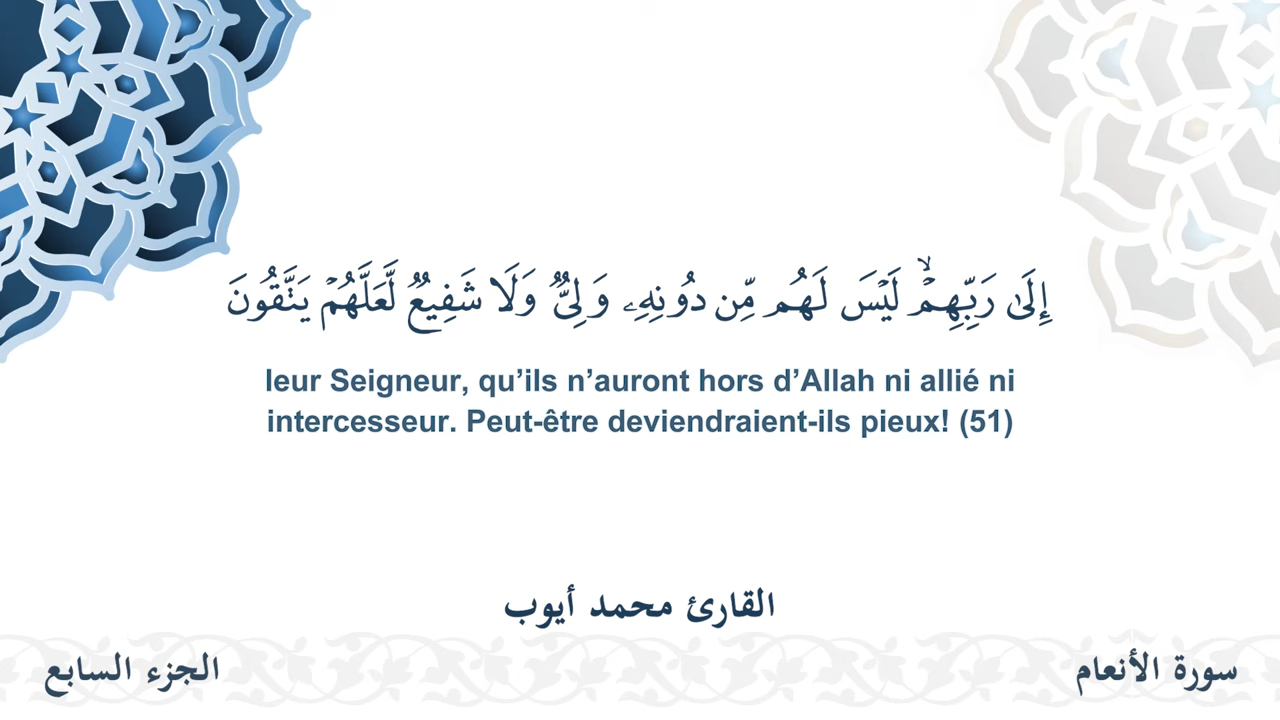 إِلَىٰ رَبِّهِمْ ۙ لَيْسَ لَهُم مِّن دُونِهِۦ وَلِىٌّ وَلَا شَفِيعٌ لَّعَلَّهُمْ يَتَّقُونَ
leur Seigneur, qu’ils n’auront hors d’Allah ni allié ni
intercesseur. Peut-être deviendraient-ils pieux! (51)
القارئ محمد أيوب
سورة الأنعام
الجزء السابع